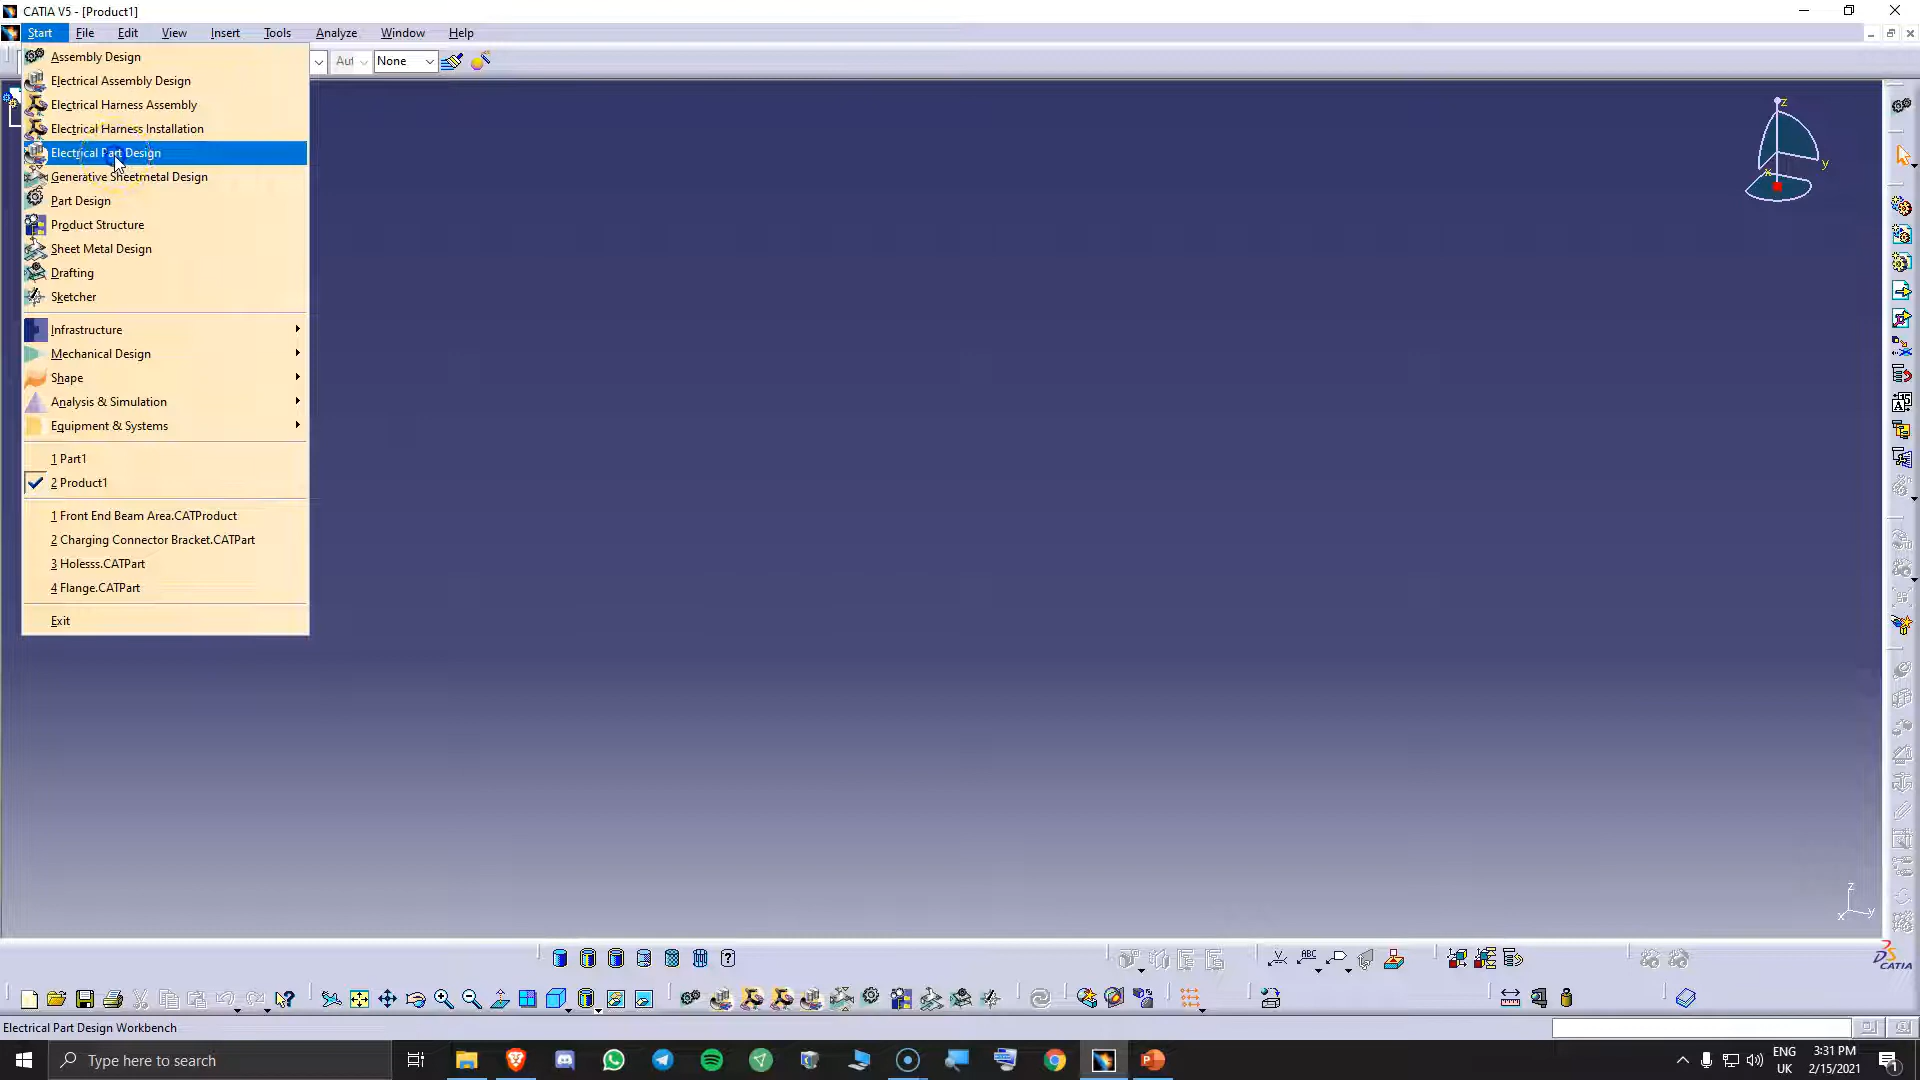 CATIA V5 - [Product1]
Start File Edit View Insert Tools Analyze Window Help
Aut None
Assembly Design
Electrical Assembly Design
Electrical Harness Assembly
Electrical Harness Installation
Electrical Part Design
Generative Sheetmetal Design
Part Design
Product Structure
Sheet Metal Design
Drafting
Sketcher
Infrastructure
Mechanical Design
Shape
Analysis & Simulation
Equipment & Systems
1 Part1
2 Product1
1 Front End Beam Area.CATProduct
2 Charging Connector Bracket.CATPart
3 Holesss.CATPart
4 Flange.CATPart
Exit
z
y
x
z
x y
ABC
CATIA
Electrical Part Design Workbench
Type here to search
ENG
UK
3:31 PM
2/15/2021
1